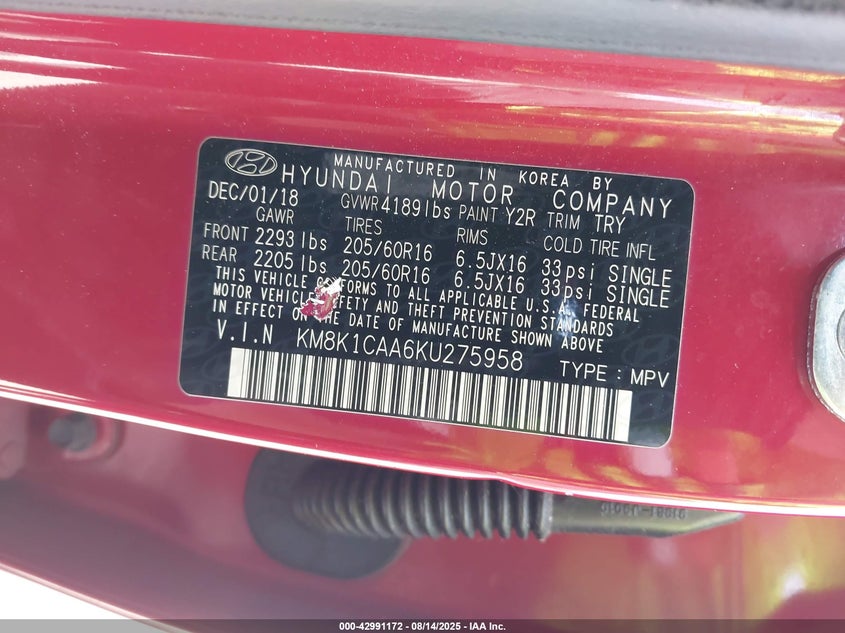 MANUFACTURED IN KOREA BY
HYUNDAI MOTOR COMPANY
DEC/01/18 GVWR 4189lbs PAINT Y2R TRIM TRY
GAWR TIRES RIMS COLD TIRE INFL
FRONT 2293 lbs 205/60R16 6.5JX16 33psi SINGLE
REAR 2205 lbs 205/60R16 6.5JX16 33psi SINGLE
THIS VEHICLE CONFORMS TO ALL APPLICABLE U.S.A. FEDERAL
MOTOR VEHICLE SAFETY AND THEFT PREVENTION STANDARDS
IN EFFECT ON THE DATE OF MANUFACTURE SHOWN ABOVE
V.I.N KM8K1CAA6KU275958 TYPE : MPV
000-42991172 | 08/14/2025 - IAA Inc.